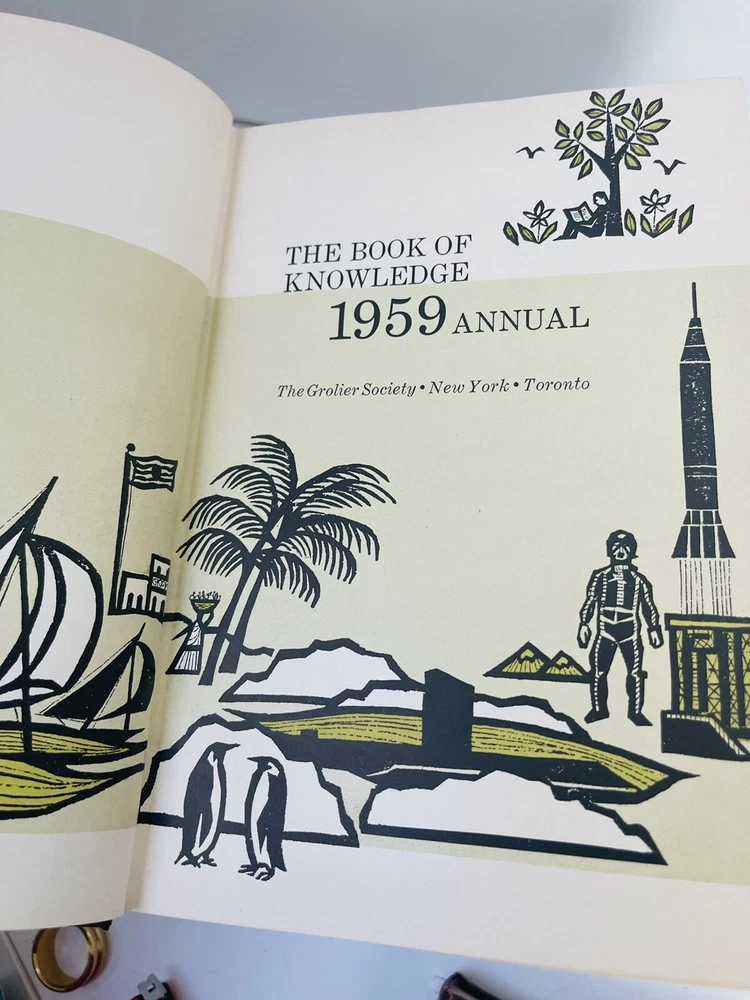 THE BOOK OF
KNOWLEDGE
1959 ANNUAL
The Grolier Society • New York • Toronto